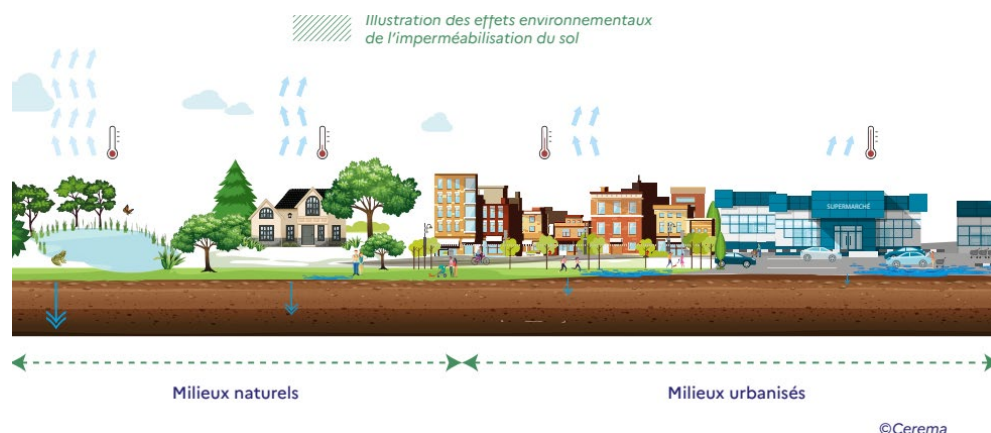 Illustration des effets environnementaux
de l'imperméabilisation du sol
SUPERMARCHÉ
Milieux naturels
Milieux urbanisés
©Cerema